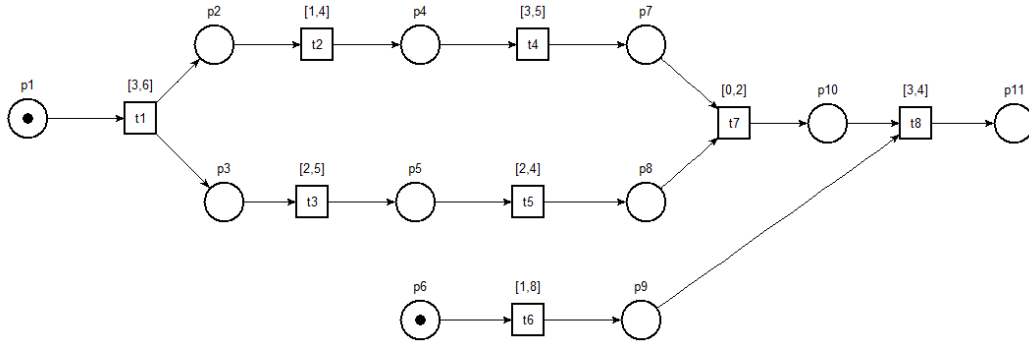 p2
[1,4]
t2
p4
[3,5]
t4
p7
p1
[3,6]
t1
[0,2]
t7
p10
[3,4]
t8
p11
p3
[2,5]
t3
p5
[2,4]
t5
p8
p6
[1,8]
t6
p9